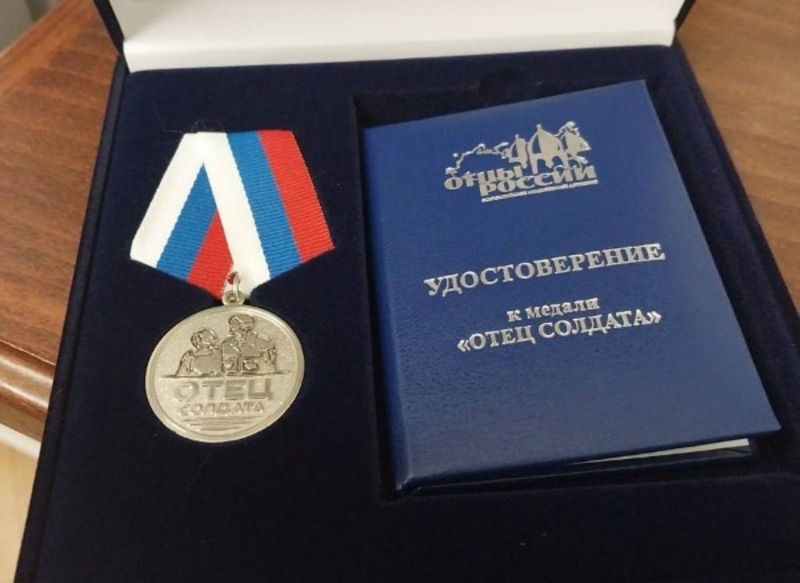 ОТЕЦ
СОЛДАТА
отцы
россии
УДОСТОВЕРЕНИЕ
к медали
«ОТЕЦ СОЛДАТА»